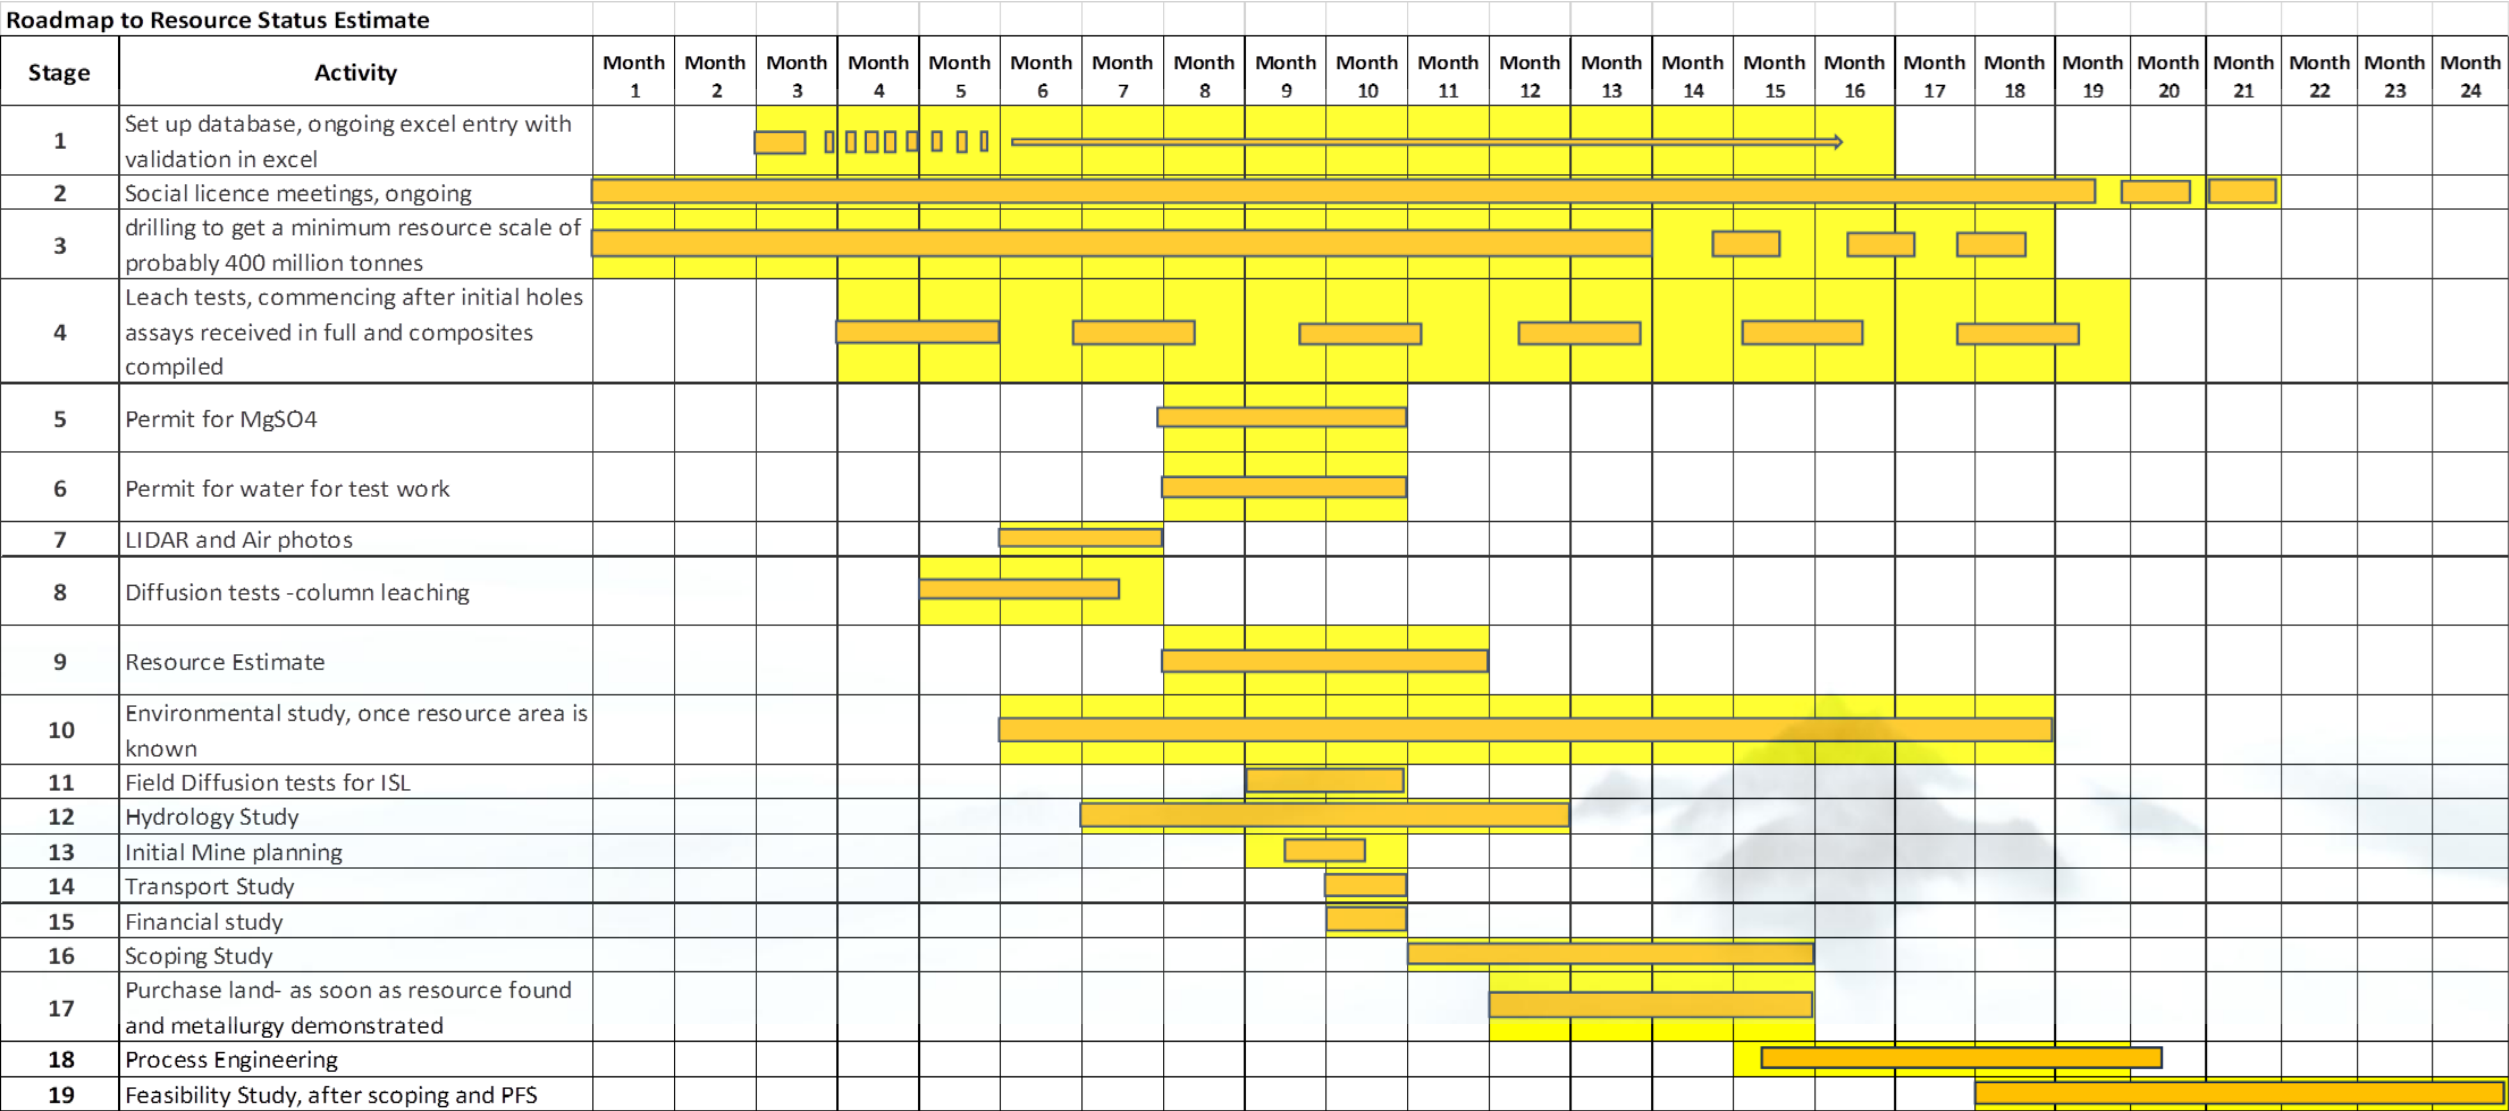 Roadmap to Resource Status Estimate
Stage Activity Month 1 Month 2 Month 3 Month 4 Month 5 Month 6 Month 7 Month 8 Month 9 Month 10 Month 11 Month 12 Month 13 Month 14 Month 15 Month 16 Month 17 Month 18 Month 19 Month 20 Month 21 Month 22 Month 23 Month 24
1 Set up database, ongoing excel entry with
validation in excel
2 Social licence meetings, ongoing
3 drilling to get a minimum resource scale of
probably 400 million tonnes
4 Leach tests, commencing after initial holes
assays received in full and composites
compiled
5 Permit for MgSO4
6 Permit for water for test work
7 LIDAR and Air photos
8 Diffusion tests -column leaching
9 Resource Estimate
10 Environmental study, once resource area is
known
11 Field Diffusion tests for ISL
12 Hydrology Study
13 Initial Mine planning
14 Transport Study
15 Financial study
16 Scoping Study
17 Purchase land- as soon as resource found
and metallurgy demonstrated
18 Process Engineering
19 Feasibility Study, after scoping and PFS